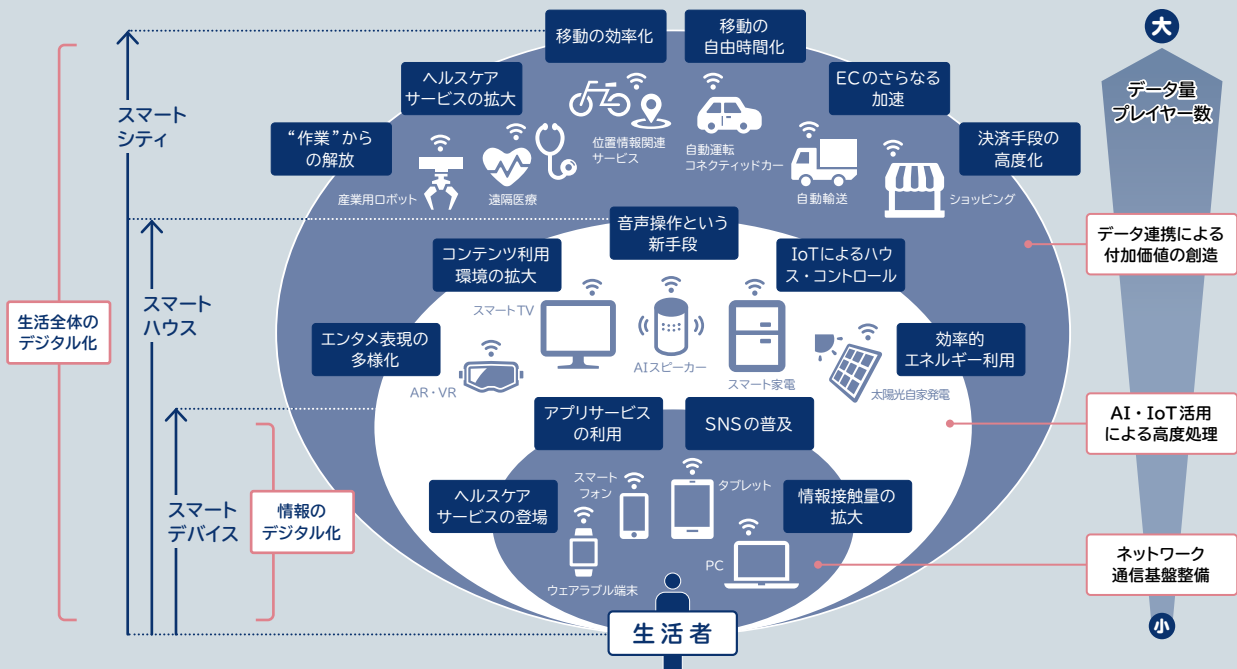 移動の効率化
移動の
自由時間化
ヘルスケア
サービスの拡大
ECのさらなる
加速
“作業”から
の解放
決済手段の
高度化
位置情報関連
サービス
自動運転
コネクティッドカー
産業用ロボット
遠隔医療
自動輸送
ショッピング
スマート
シティ
大
データ量
プレイヤー数
音声操作という
新手段
コンテンツ利用
環境の拡大
IoTによるハウ
ス・コントロール
データ連携による
付加価値の創造
スマートTV
スマート
ハウス
生活全体の
デジタル化
エンタメ表現の
多様化
効率的
エネルギー利用
AR・VR
AIスピーカー
スマート家電
太陽光自家発電
アプリサービス
の利用
SNSの普及
AI・IoT活用
による高度処理
スマート
デバイス
情報の
デジタル化
ヘルスケア
サービスの登場
スマート
フォン
タブレット
情報接触量の
拡大
ウェアラブル端末
PC
ネットワーク
通信基盤整備
生活者
小